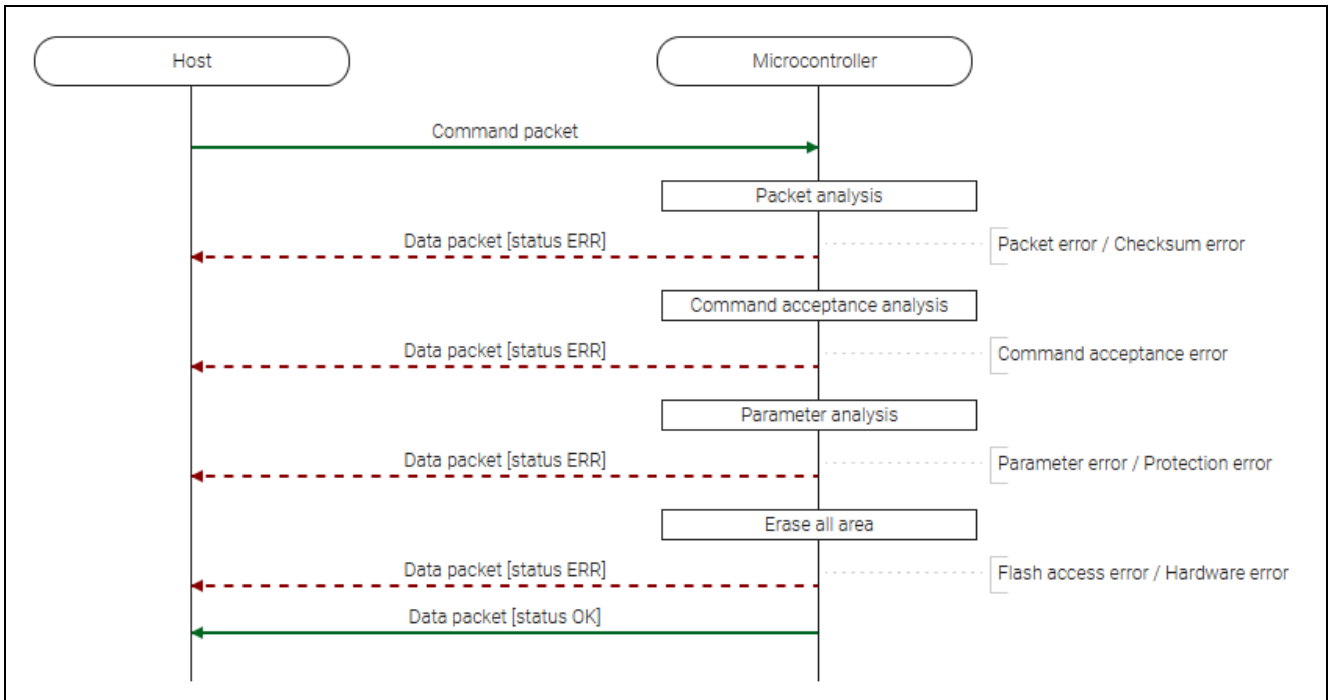 Host
Microcontroller
Command packet
Packet analysis
Data packet [status ERR]
Packet error / Checksum error
Command acceptance analysis
Data packet [status ERR]
Command acceptance error
Parameter analysis
Data packet [status ERR]
Parameter error / Protection error
Erase all area
Data packet [status ERR]
Flash access error / Hardware error
Data packet [status OK]